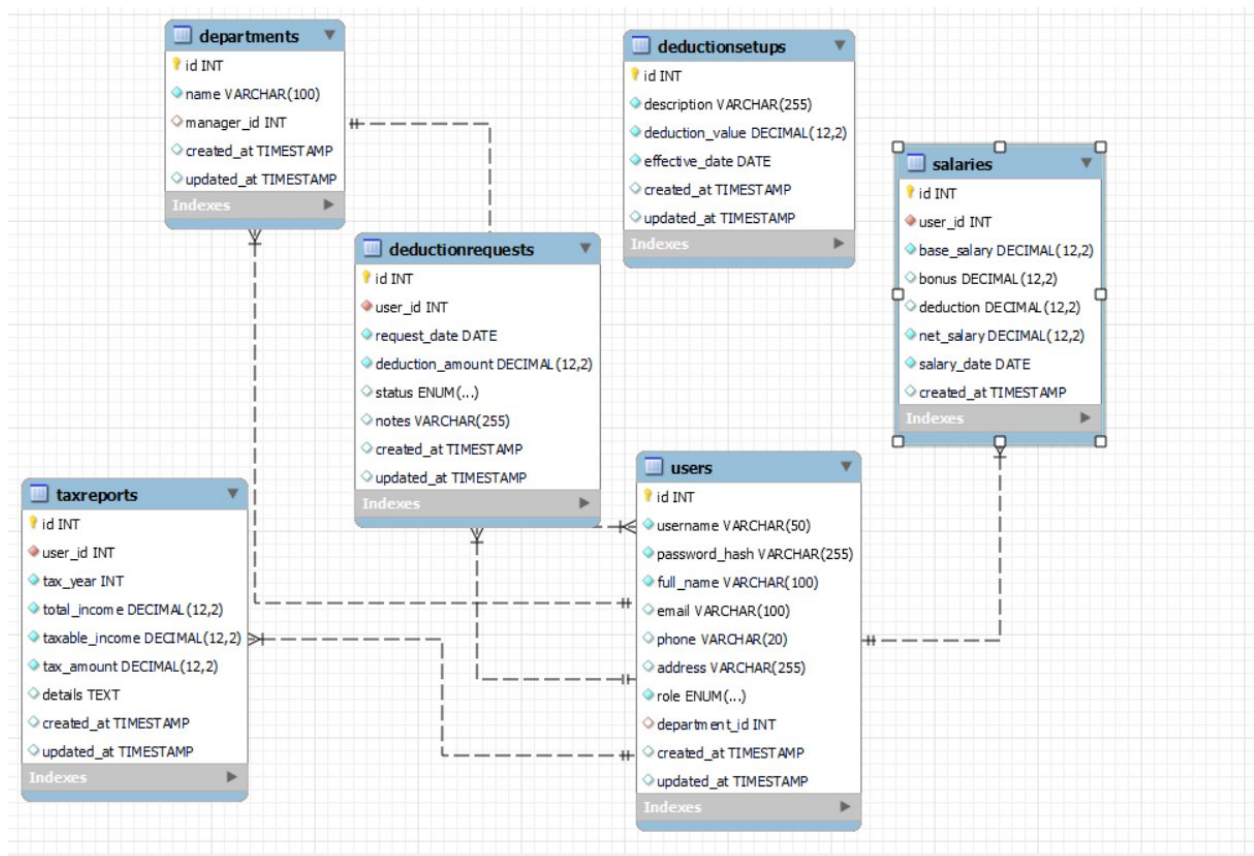 departments
id INT
name VARCHAR(100)
manager_id INT
created_at TIMESTAMP
updated_at TIMESTAMP
Indexes
deductionsetups
id INT
description VARCHAR(255)
deduction_value DECIMAL(12,2)
effective_date DATE
created_at TIMESTAMP
updated_at TIMESTAMP
Indexes
salaries
id INT
user_id INT
base_salary DECIMAL(12,2)
bonus DECIMAL(12,2)
deduction DECIMAL(12,2)
net_salary DECIMAL(12,2)
salary_date DATE
created_at TIMESTAMP
Indexes
deductionrequests
id INT
user_id INT
request_date DATE
deduction_amount DECIMAL(12,2)
status ENUM(...)
notes VARCHAR(255)
created_at TIMESTAMP
updated_at TIMESTAMP
Indexes
taxreports
id INT
user_id INT
tax_year INT
total_income DECIMAL(12,2)
taxable_income DECIMAL(12,2)
tax_amount DECIMAL(12,2)
details TEXT
created_at TIMESTAMP
updated_at TIMESTAMP
Indexes
users
id INT
username VARCHAR(50)
password_hash VARCHAR(255)
full_name VARCHAR(100)
email VARCHAR(100)
phone VARCHAR(20)
address VARCHAR(255)
role ENUM(...)
department_id INT
created_at TIMESTAMP
updated_at TIMESTAMP
Indexes